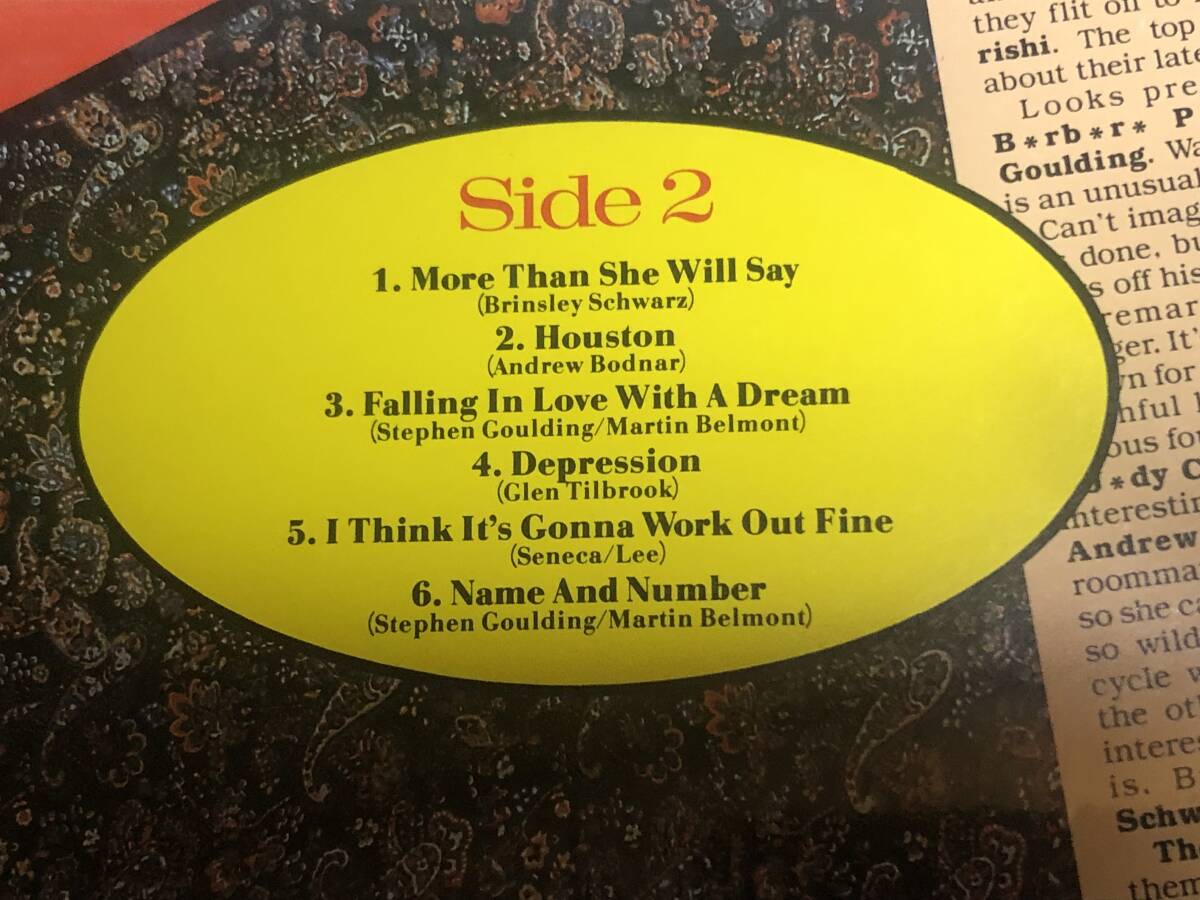 Side 2
1. More Than She Will Say
(Brinsley Schwarz)
2. Houston
(Andrew Bodnar)
3. Falling In Love With A Dream
(Stephen Goulding/Martin Belmont)
4. Depression
(Glen Tilbrook)
5. I Think It's Gonna Work Out Fine
(Seneca/Lee)
6. Name And Number
(Stephen Goulding/Martin Belmont)
they flit off to
rishi. The top
about their late
Looks pre
B*rb*r* P
Goulding. Wa
is an unusual
Can't imag
done, bu
s off his
remar
ger. It'
n for
hful
ous for
*dy C
nterestin
Andrew
roomma
so she ca
so wild
cycle w
the ot
interes
is. B
Schw
The
them